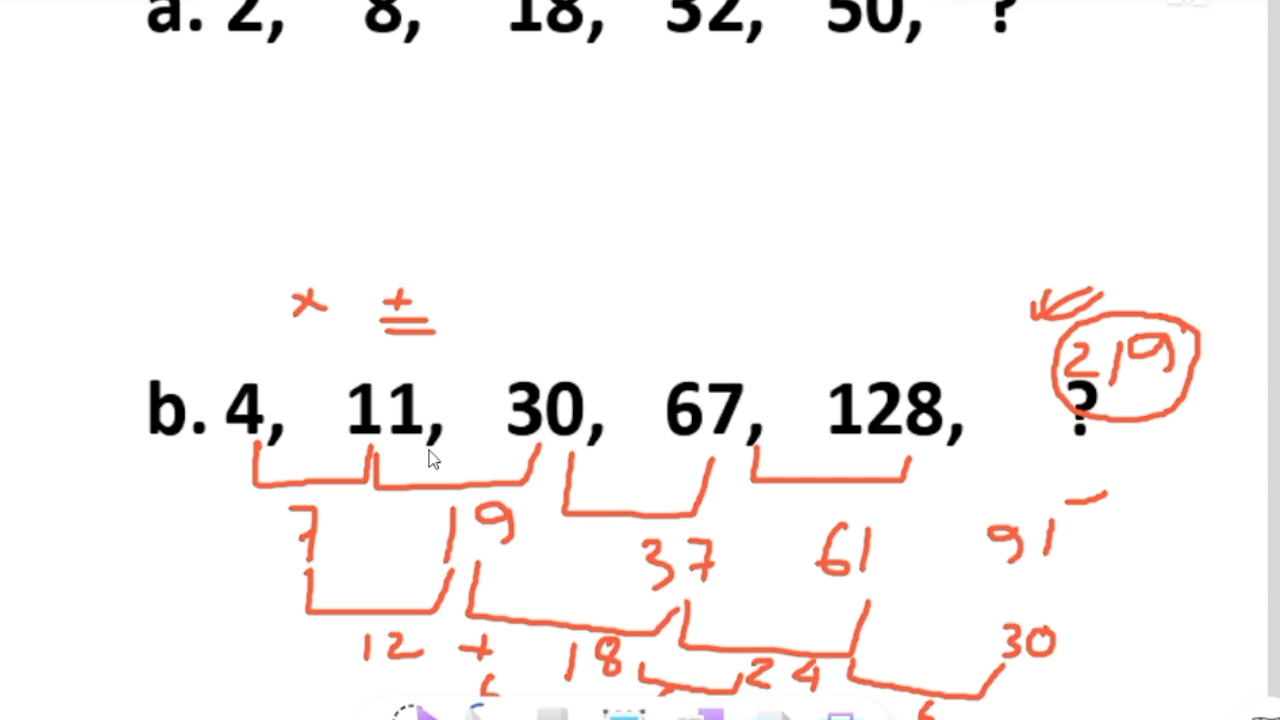 a. 2, 8, 18, 32, 50, ?
× +
219
b. 4, 11, 30, 67, 128, ?
7 19 37 61 91
12 + 18 24 30
6 6